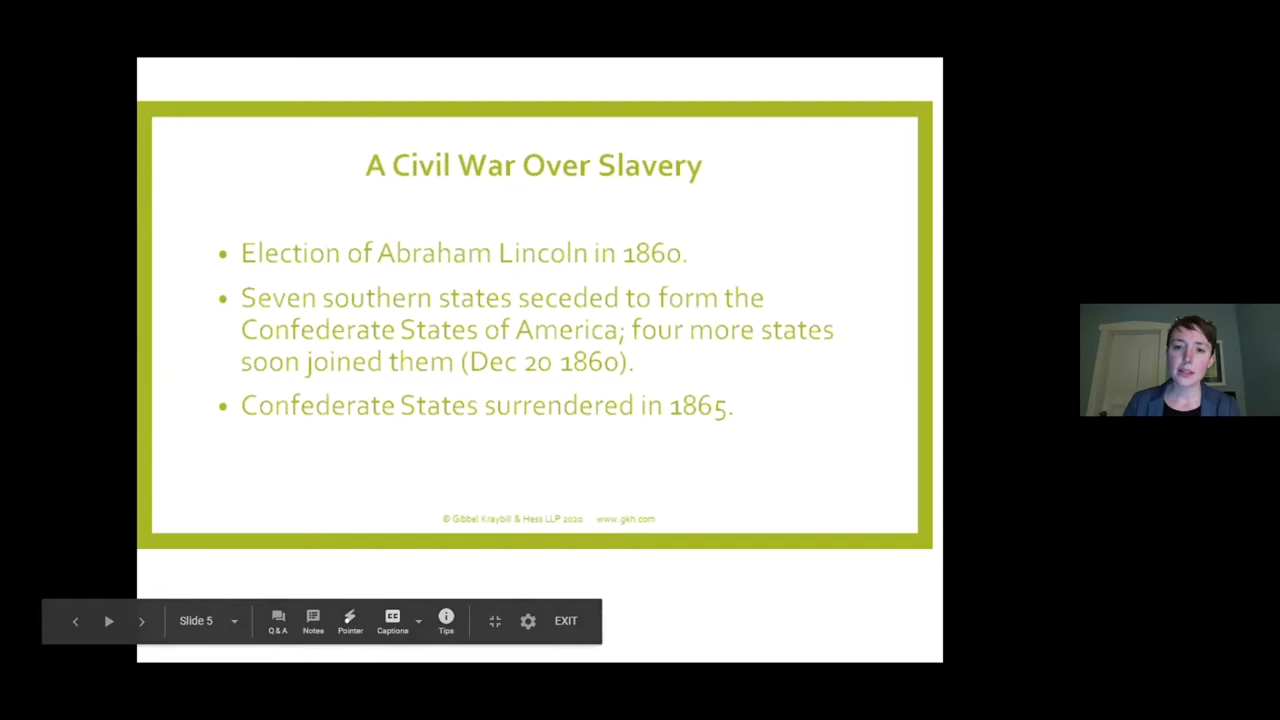 A Civil War Over Slavery
• Election of Abraham Lincoln in 1860.
• Seven southern states seceded to form the
Confederate States of America; four more states
soon joined them (Dec 20 1860).
• Confederate States surrendered in 1865.
© Gibbel Kraybill & Hess LLP 2020 www.gkh.com
Slide 5
Q & A
Notes
Pointer
Captions
Tips
EXIT